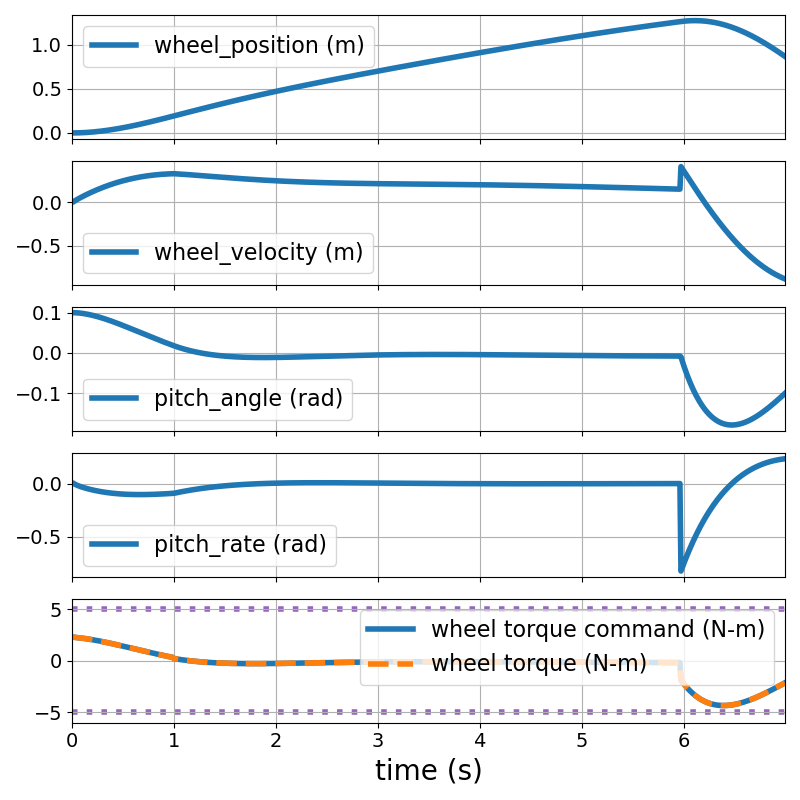 1.0
0.5
0.0
wheel_position (m)
0.0
−0.5
wheel_velocity (m)
0.1
0.0
−0.1
pitch_angle (rad)
0.0
−0.5
pitch_rate (rad)
5
0
−5
wheel torque command (N-m)
wheel torque (N-m)
0 1 2 3 4 5 6
time (s)